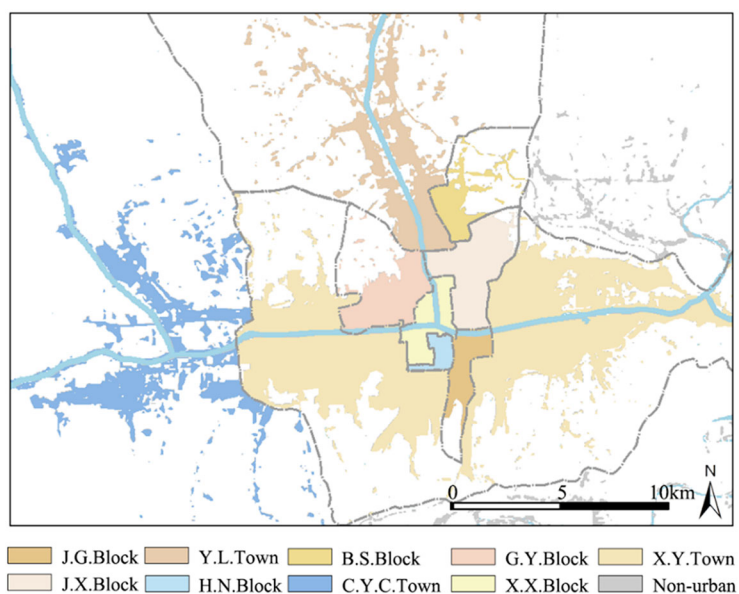 N
0 5 10km
J.G.Block Y.L.Town B.S.Block G.Y.Block X.Y.Town
J.X.Block H.N.Block C.Y.C.Town X.X.Block Non-urban